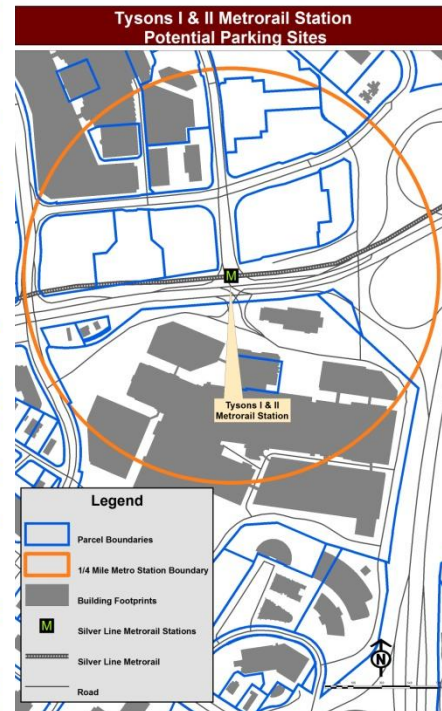 Tysons I & II Metrorail Station
Potential Parking Sites
M
Tysons I & II
Metrorail Station
Legend
Parcel Boundaries
1/4 Mile Metro Station Boundary
Building Footprints
M
Silver Line Metrorail Stations
Silver Line Metrorail
Road
N